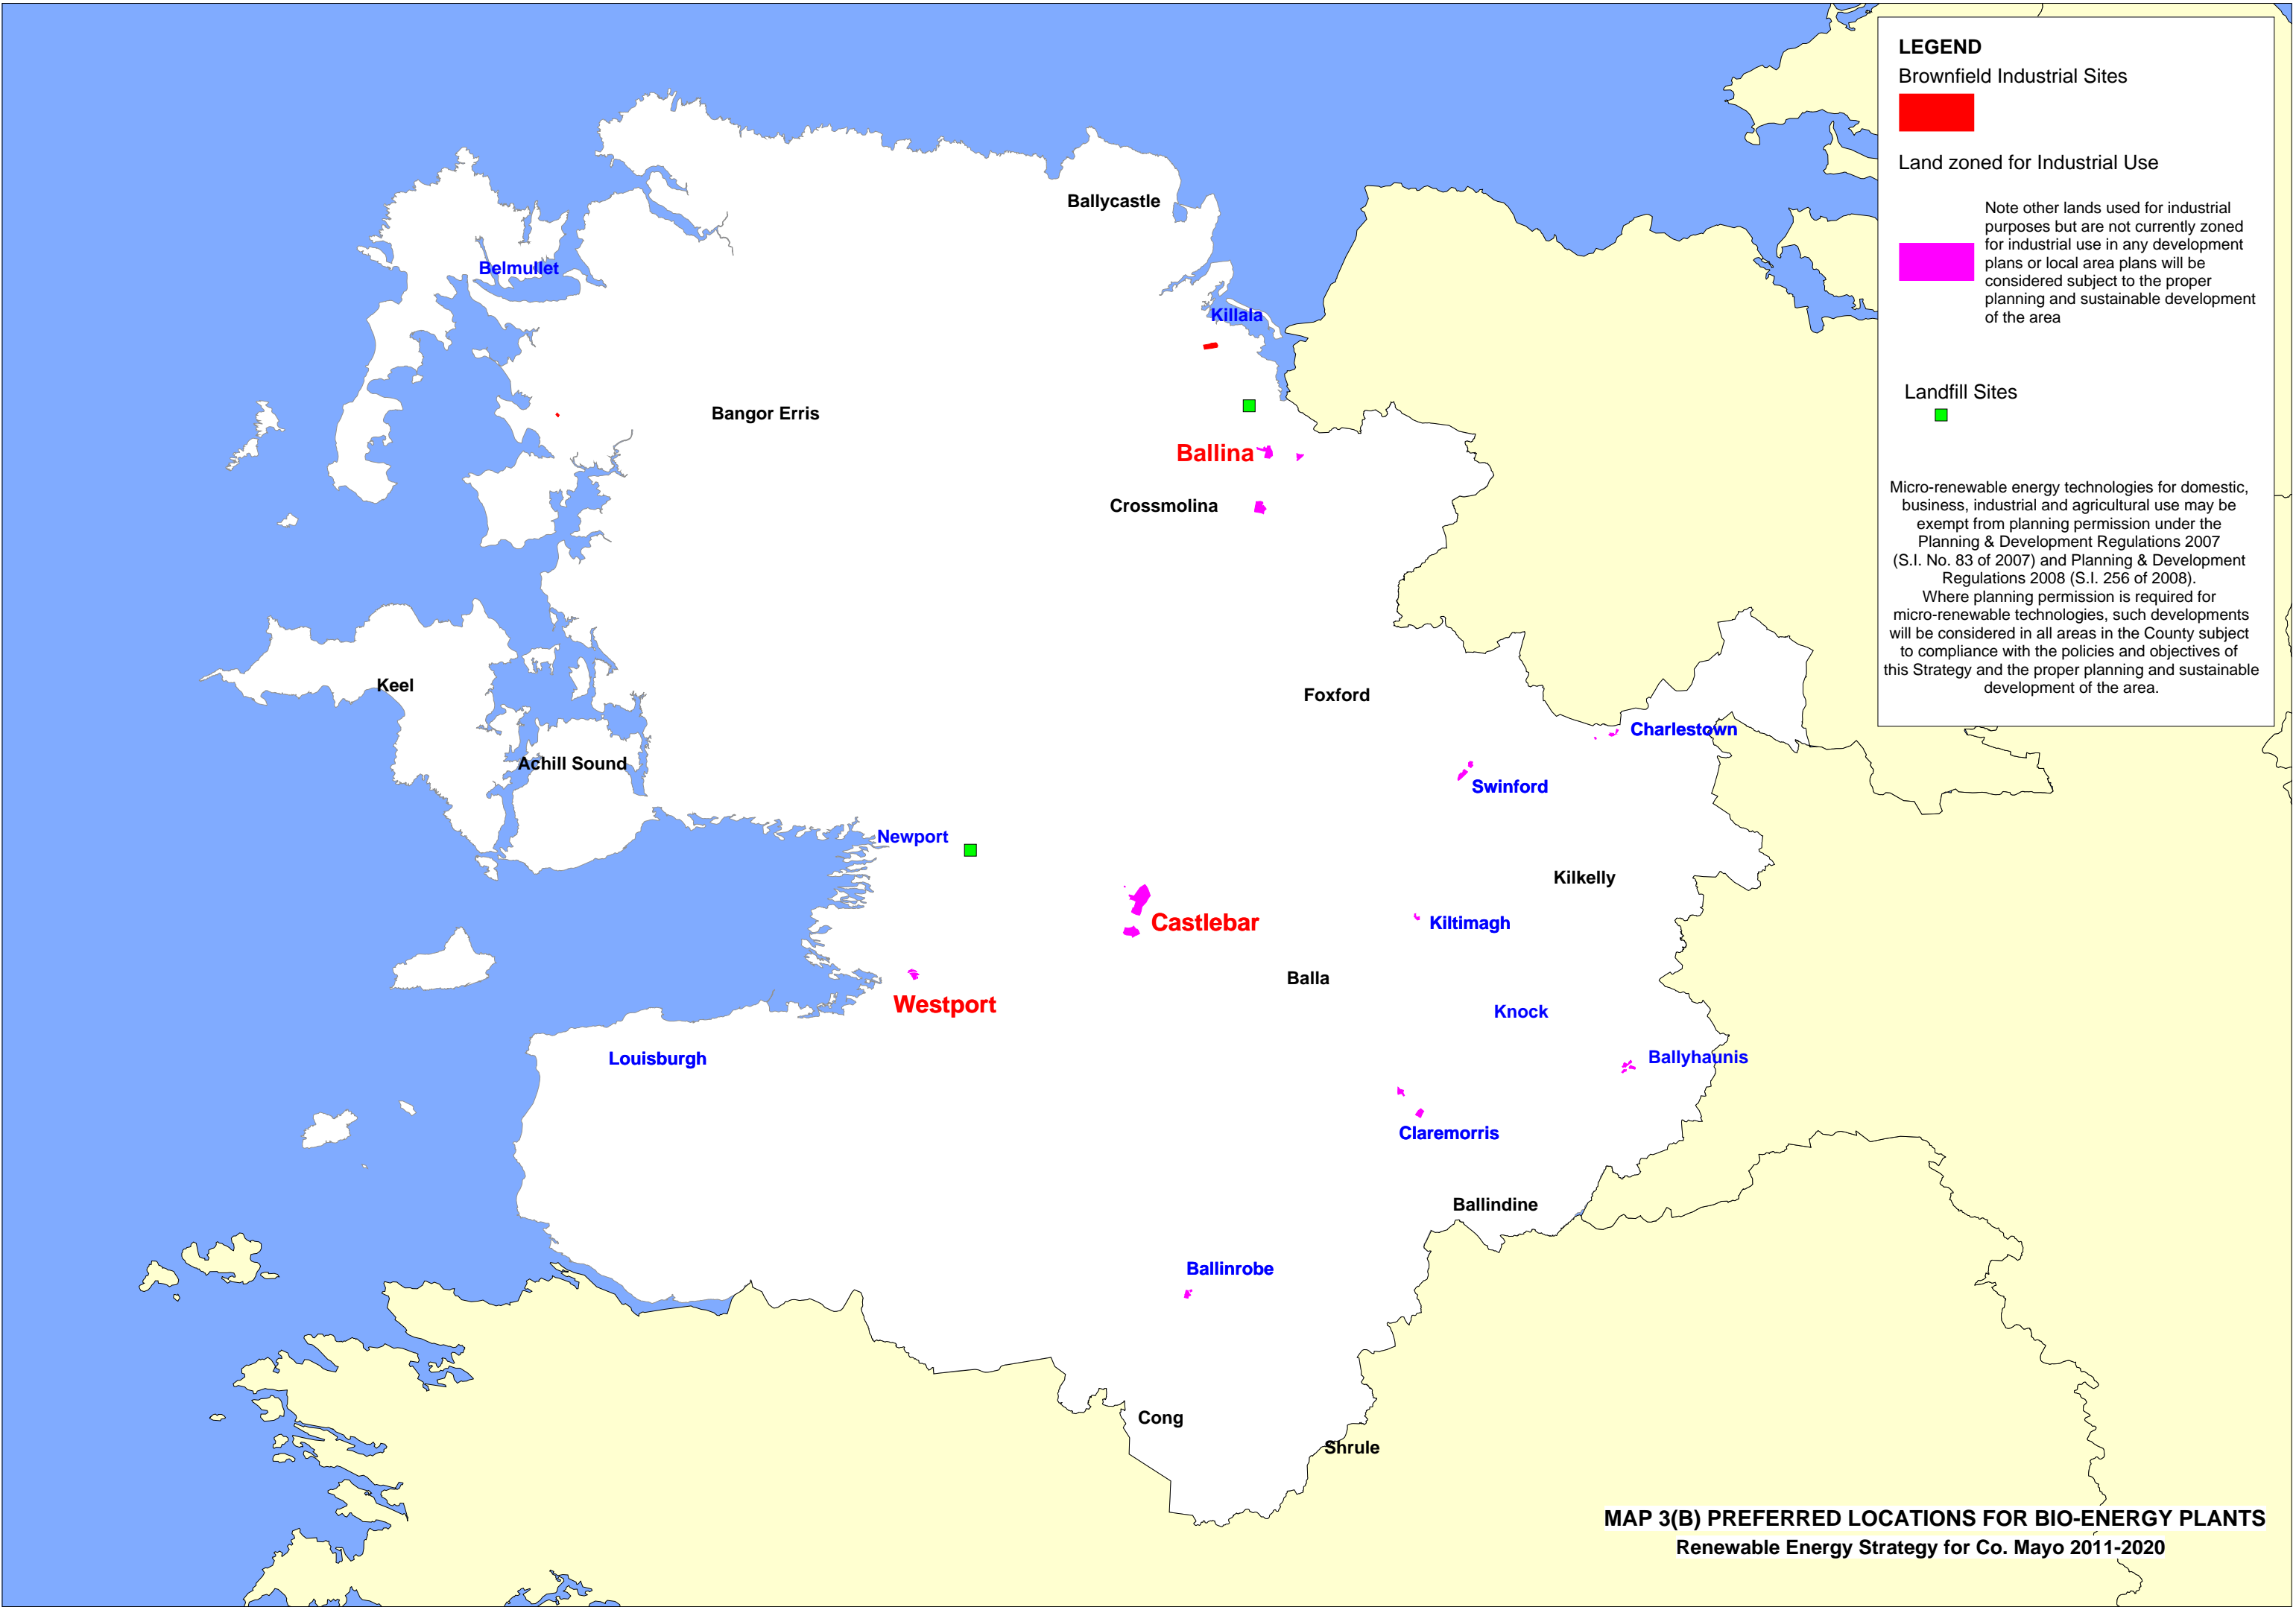 LEGEND
Brownfield Industrial Sites
Land zoned for Industrial Use
Note other lands used for industrial
purposes but are not currently zoned
for industrial use in any development
plans or local area plans will be
considered subject to the proper
planning and sustainable development
of the area
Landfill Sites
Micro-renewable energy technologies for domestic,
business, industrial and agricultural use may be
exempt from planning permission under the
Planning & Development Regulations 2007
(S.I. No. 83 of 2007) and Planning & Development
Regulations 2008 (S.I. 256 of 2008).
Where planning permission is required for
micro-renewable technologies, such developments
will be considered in all areas in the County subject
to compliance with the policies and objectives of
this Strategy and the proper planning and sustainable
development of the area.
Ballycastle
Belmullet
Killala
Bangor Erris
Ballina
Crossmolina
Keel
Foxford
Charlestown
Achill Sound
Swinford
Newport
Kilkelly
Castlebar
Kiltimagh
Balla
Westport
Knock
Louisburgh
Ballyhaunis
Claremorris
Ballindine
Ballinrobe
Cong
Shrule
MAP 3(B) PREFERRED LOCATIONS FOR BIO-ENERGY PLANTS
Renewable Energy Strategy for Co. Mayo 2011-2020